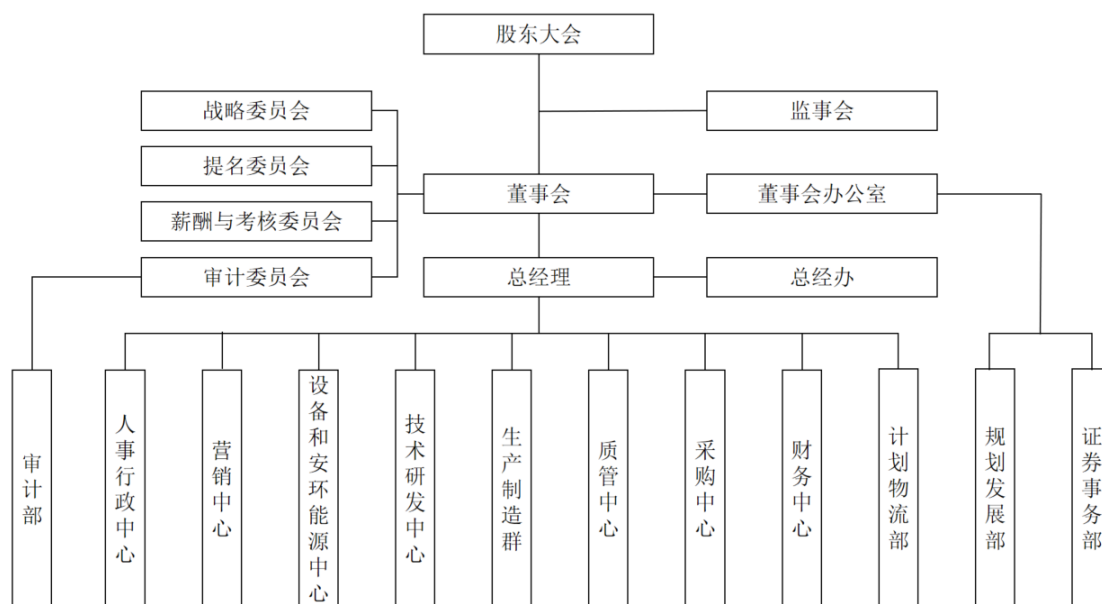 股东大会
战略委员会
监事会
提名委员会
董事会
董事会办公室
薪酬与考核委员会
审计委员会
总经理
总经办
审计部
人事行政中心
营销中心
设备和安环能源中心
技术研发中心
生产制造群
质管中心
采购中心
财务中心
计划物流部
规划发展部
证券事务部